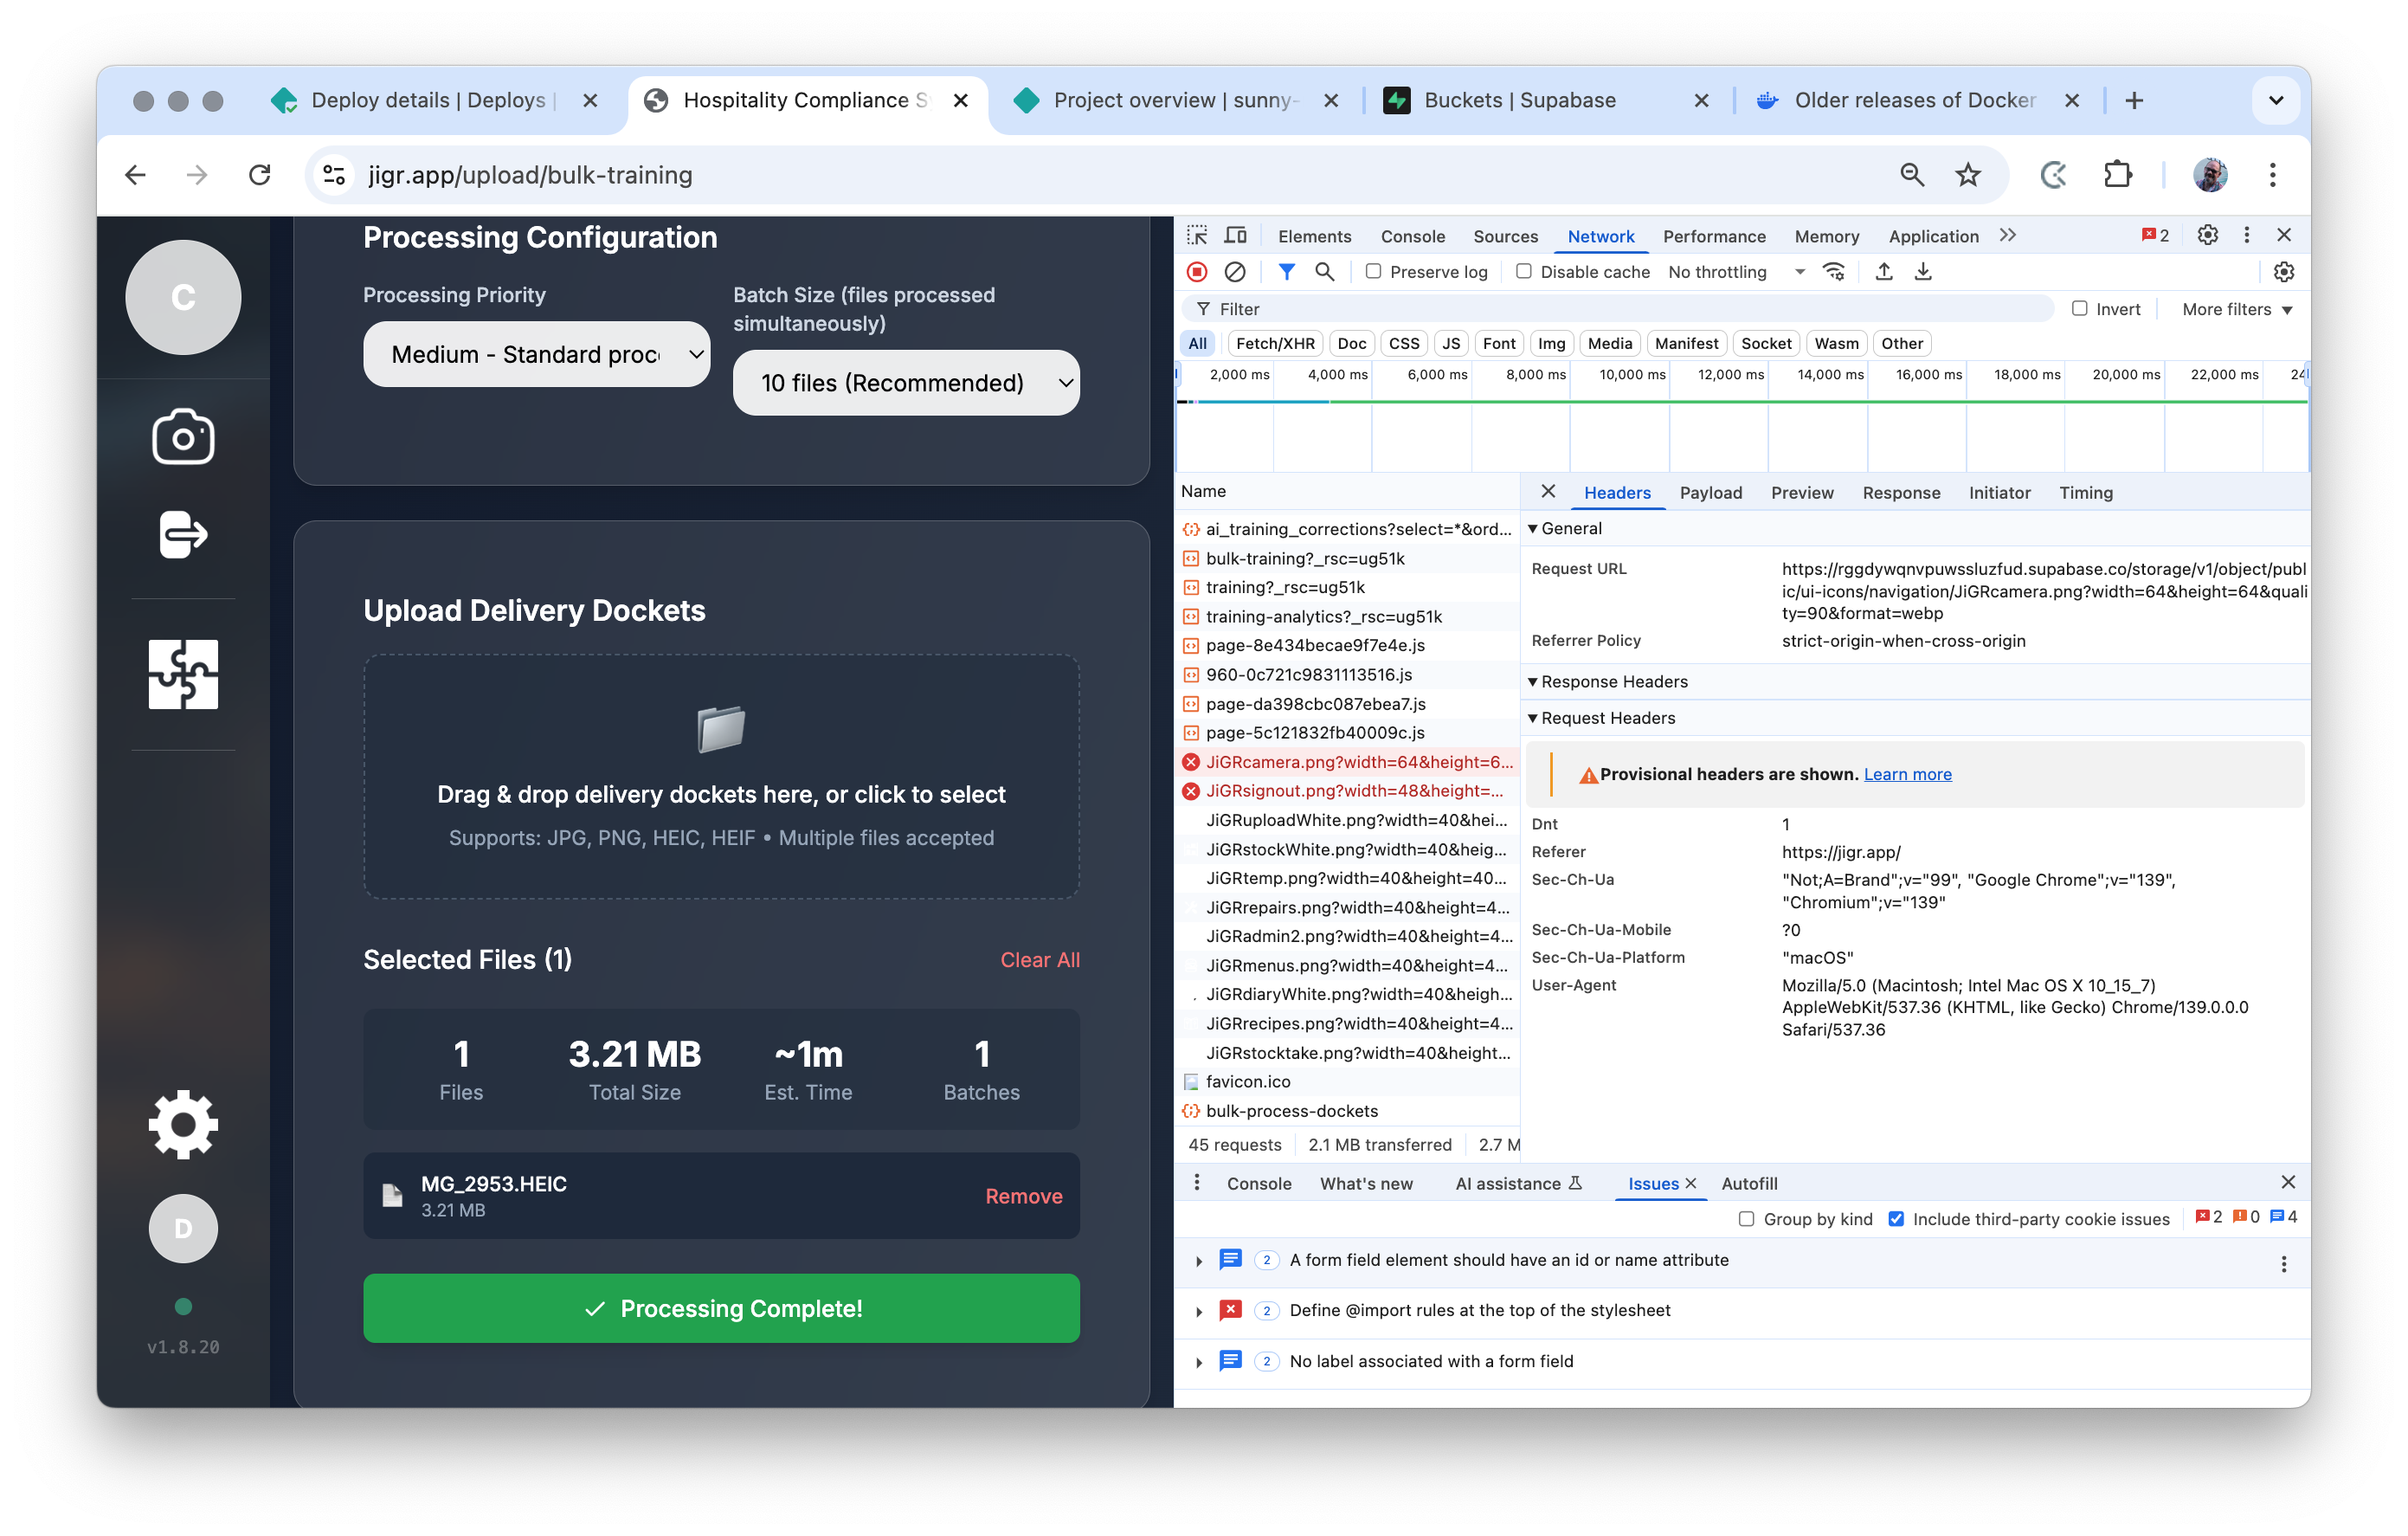 Deploy details | Deploys |
Hospitality Compliance S
Project overview | sunny-
Buckets | Supabase
Older releases of Docker
jigr.app/upload/bulk-training
C
D
v1.8.20
Processing Configuration
Processing Priority
Medium - Standard proc
Batch Size (files processed
simultaneously)
10 files (Recommended)
Upload Delivery Dockets
Drag & drop delivery dockets here, or click to select
Supports: JPG, PNG, HEIC, HEIF • Multiple files accepted
Selected Files (1)
Clear All
1
Files
3.21 MB
Total Size
~1m
Est. Time
1
Batches
MG_2953.HEIC
3.21 MB
Remove
✓ Processing Complete!
Elements Console Sources Network Performance Memory Application 2
Preserve log Disable cache No throttling
Filter Invert More filters
All Fetch/XHR Doc CSS JS Font Img Media Manifest Socket Wasm Other
2,000 ms 4,000 ms 6,000 ms 8,000 ms 10,000 ms 12,000 ms 14,000 ms 16,000 ms 18,000 ms 20,000 ms 22,000 ms 24
Name
ai_training_corrections?select=*&ord...
bulk-training?_rsc=ug51k
training?_rsc=ug51k
training-analytics?_rsc=ug51k
page-8e434becae9f7e4e.js
960-0c721c9831113516.js
page-da398cbc087ebea7.js
page-5c121832fb40009c.js
JiGRcamera.png?width=64&height=6...
JiGRsignout.png?width=48&height=...
JiGRuploadWhite.png?width=40&hei...
JiGRstockWhite.png?width=40&heig...
JiGRtemp.png?width=40&height=40...
JiGRrepairs.png?width=40&height=4...
JiGRadmin2.png?width=40&height=4...
JiGRmenus.png?width=40&height=4...
JiGRdiaryWhite.png?width=40&heigh...
JiGRrecipes.png?width=40&height=4...
JiGRstocktake.png?width=40&height...
favicon.ico
bulk-process-dockets
45 requests 2.1 MB transferred 2.7 M
Headers Payload Preview Response Initiator Timing
General
Request URL
https://rggdywqnvpuwssluzfud.supabase.co/storage/v1/object/publ
ic/ui-icons/navigation/JiGRcamera.png?width=64&height=64&quali
ty=90&format=webp
Referrer Policy
strict-origin-when-cross-origin
Response Headers
Request Headers
Provisional headers are shown. Learn more
Dnt
1
Referer
https://jigr.app/
Sec-Ch-Ua
"Not;A=Brand";v="99", "Google Chrome";v="139",
"Chromium";v="139"
Sec-Ch-Ua-Mobile
?0
Sec-Ch-Ua-Platform
"macOS"
User-Agent
Mozilla/5.0 (Macintosh; Intel Mac OS X 10_15_7)
AppleWebKit/537.36 (KHTML, like Gecko) Chrome/139.0.0.0
Safari/537.36
Console What's new AI assistance Issues Autofill
Group by kind Include third-party cookie issues 2 0 4
2 A form field element should have an id or name attribute
2 Define @import rules at the top of the stylesheet
2 No label associated with a form field